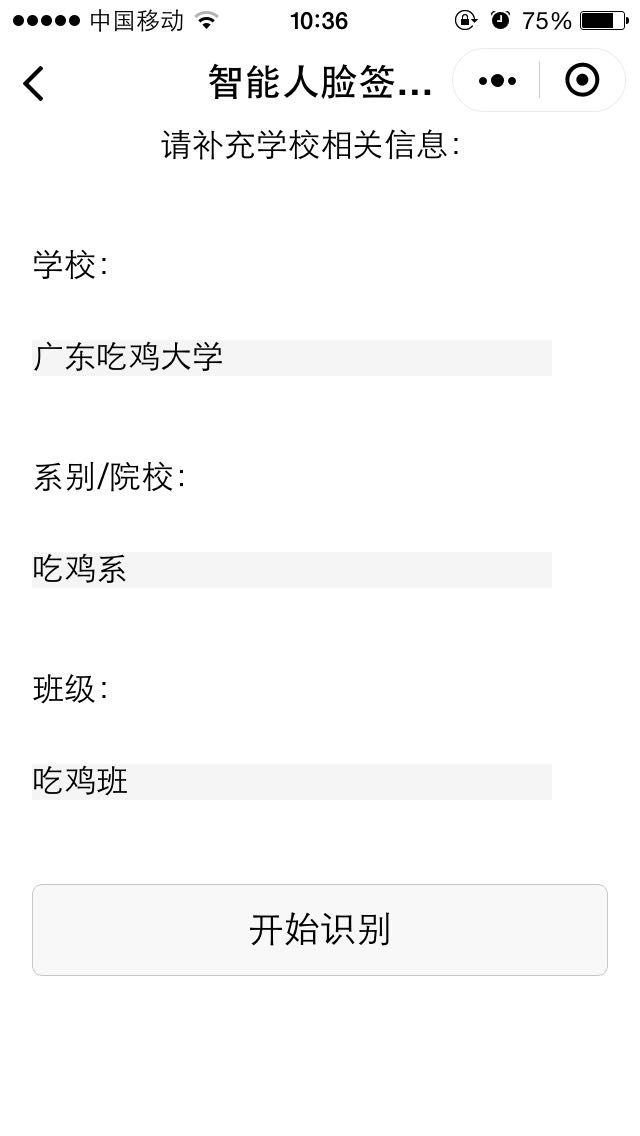 中国移动 10:36 75%
智能人脸签...
请补充学校相关信息：
学校：
广东吃鸡大学
系别/院校：
吃鸡系
班级：
吃鸡班
开始识别